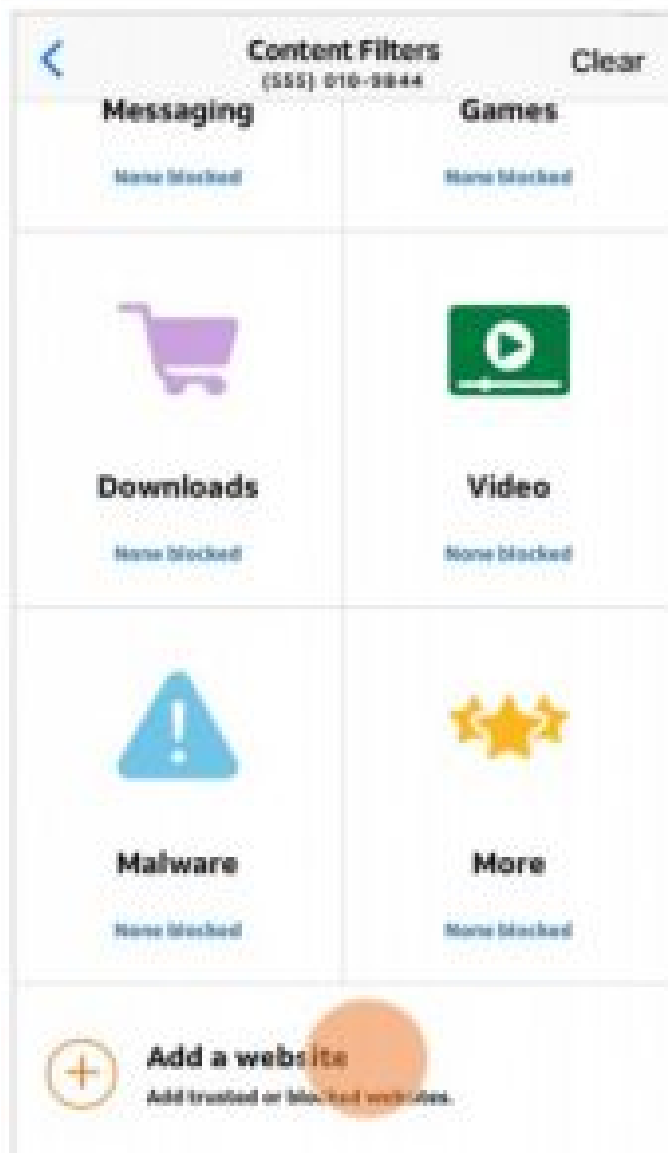 Content Filters
(555) 010-9844
Clear
Messaging
Games
None blocked
None blocked
Downloads
Video
None blocked
None blocked
Malware
More
None blocked
None blocked
Add a website
Add trusted or blocked websites.